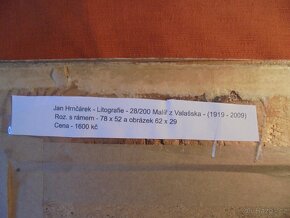 Jan Hrnčárek - Litografie - 28/200 Malíř z Valašska - (1919 - 2009)
Roz. s rámem - 78 x 52 a obrázek 62 x 29
Cena - 1600 kč